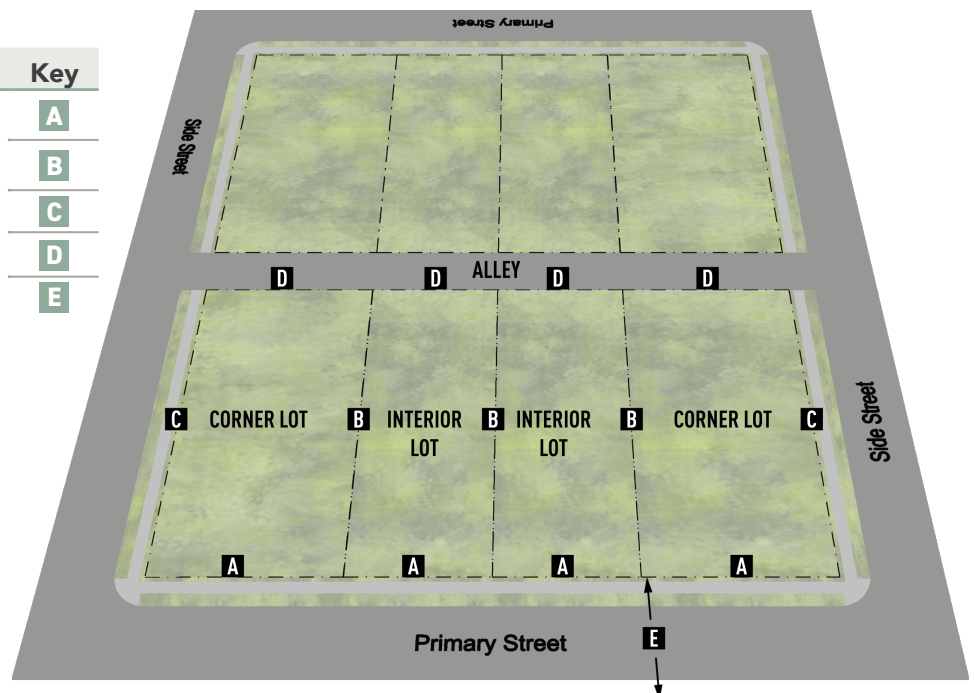 Primary Street
Key
A
B
C
D
E
Side Street
ALLEY
D
D
D
D
C
CORNER LOT
B
INTERIOR
LOT
B
INTERIOR
LOT
B
CORNER LOT
C
Side Street
A
A
A
A
Primary Street
E